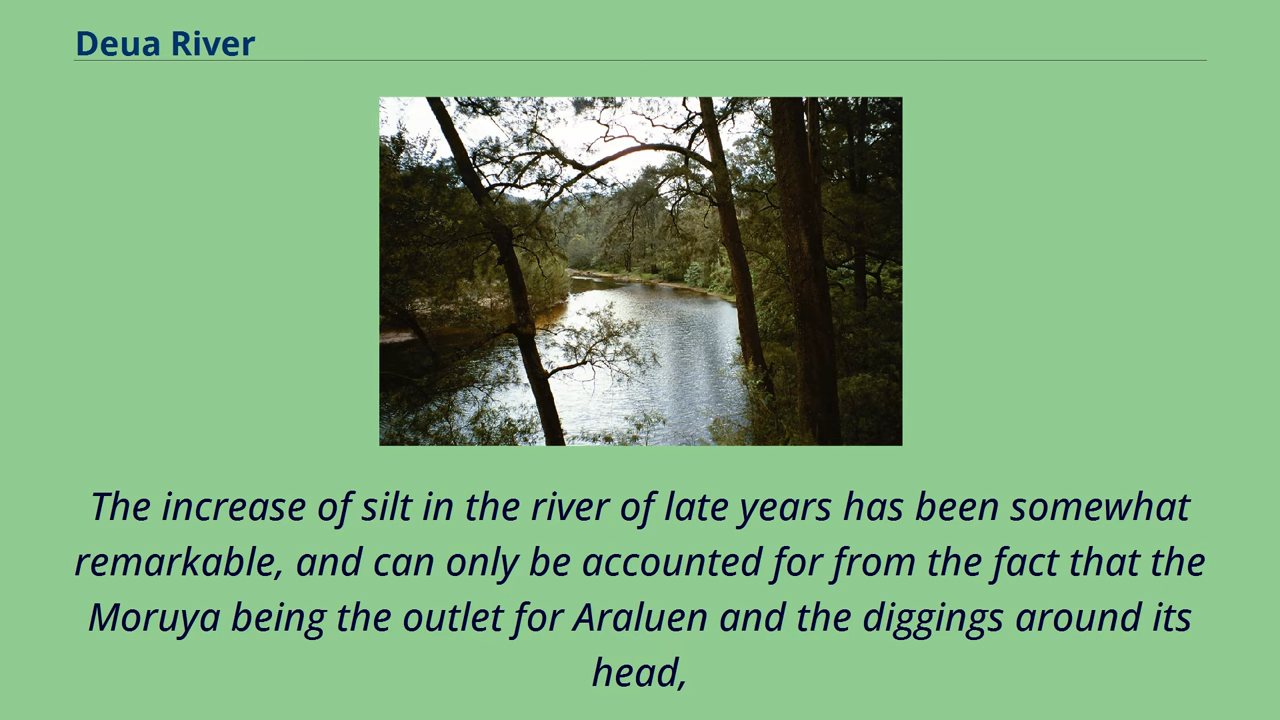 Deua River
The increase of silt in the river of late years has been somewhat
remarkable, and can only be accounted for from the fact that the
Moruya being the outlet for Araluen and the diggings around its
head,